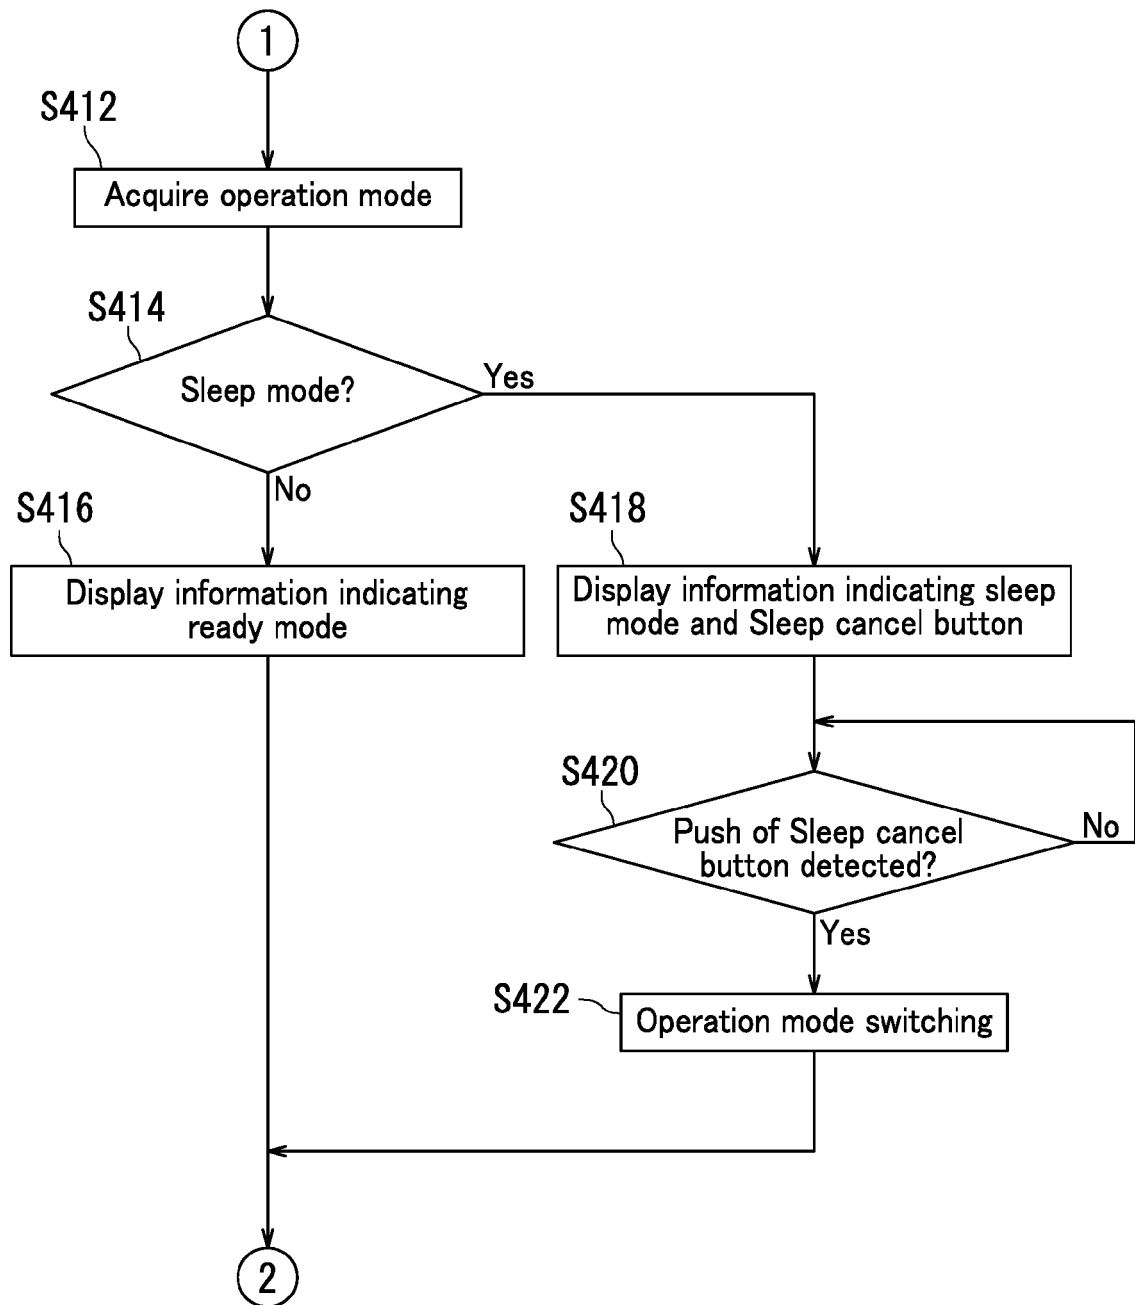 1
S412
Acquire operation mode
S414
Sleep mode?
Yes
No
S416
Display information indicating
ready mode
S418
Display information indicating sleep
mode and Sleep cancel button
S420
Push of Sleep cancel
button detected?
No
Yes
S422
Operation mode switching
2